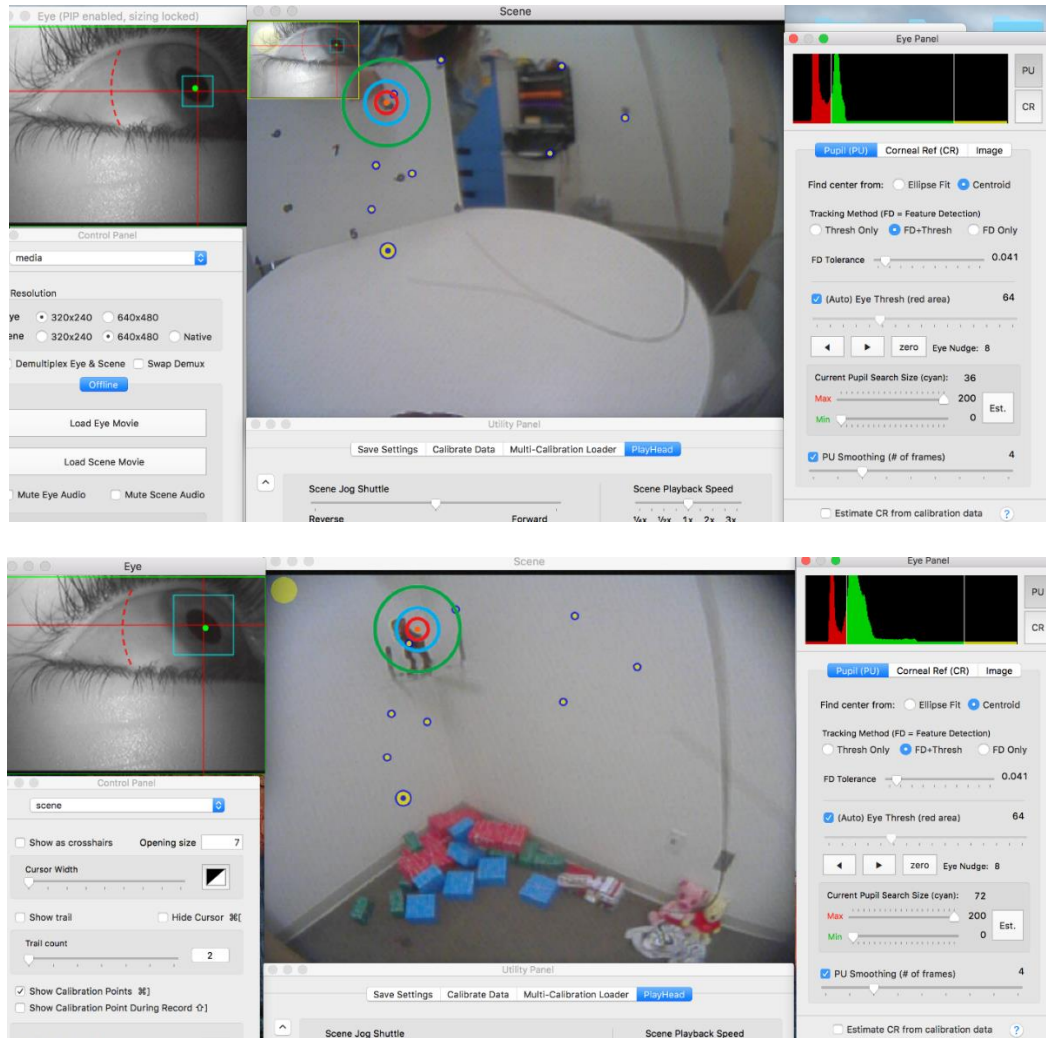 Eye (PIP enabled, sizing locked)
Scene
Eye Panel
PU
CR
Pupil (PU) Corneal Ref (CR) Image
Find center from: Ellipse Fit Centroid
Tracking Method (FD = Feature Detection)
Thresh Only FD+Thresh FD Only
FD Tolerance 0.041
(Auto) Eye Thresh (red area) 64
zero Eye Nudge: 8
Current Pupil Search Size (cyan): 36
Max 200
Est.
Min 0
PU Smoothing (# of frames) 4
Estimate CR from calibration data ?
Control Panel
media
Resolution
ye 320x240 640x480
ene 320x240 640x480 Native
Demultiplex Eye & Scene Swap Demux
Offline
Load Eye Movie
Load Scene Movie
Mute Eye Audio Mute Scene Audio
Utility Panel
Save Settings Calibrate Data Multi-Calibration Loader PlayHead
Scene Jog Shuttle Scene Playback Speed
Reverse Forward ¼x ½x 1x 2x 3x
Eye
Scene
Eye Panel
PU
CR
Pupil (PU) Corneal Ref (CR) Image
Find center from: Ellipse Fit Centroid
Tracking Method (FD = Feature Detection)
Thresh Only FD+Thresh FD Only
FD Tolerance 0.041
(Auto) Eye Thresh (red area) 64
zero Eye Nudge: 8
Current Pupil Search Size (cyan): 72
Max 200
Est.
Min 0
PU Smoothing (# of frames) 4
Estimate CR from calibration data ?
Control Panel
scene
Show as crosshairs Opening size 7
Cursor Width
Show trail Hide Cursor ⌘[
Trail count
2
Show Calibration Points ⌘]
Show Calibration Point During Record ⇧]
Utility Panel
Save Settings Calibrate Data Multi-Calibration Loader PlayHead
Scene Jog Shuttle Scene Playback Speed